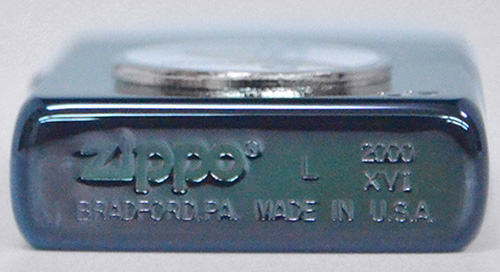 Zippo® L 2000
XVI
BRADFORD,PA. MADE IN U.S.A.